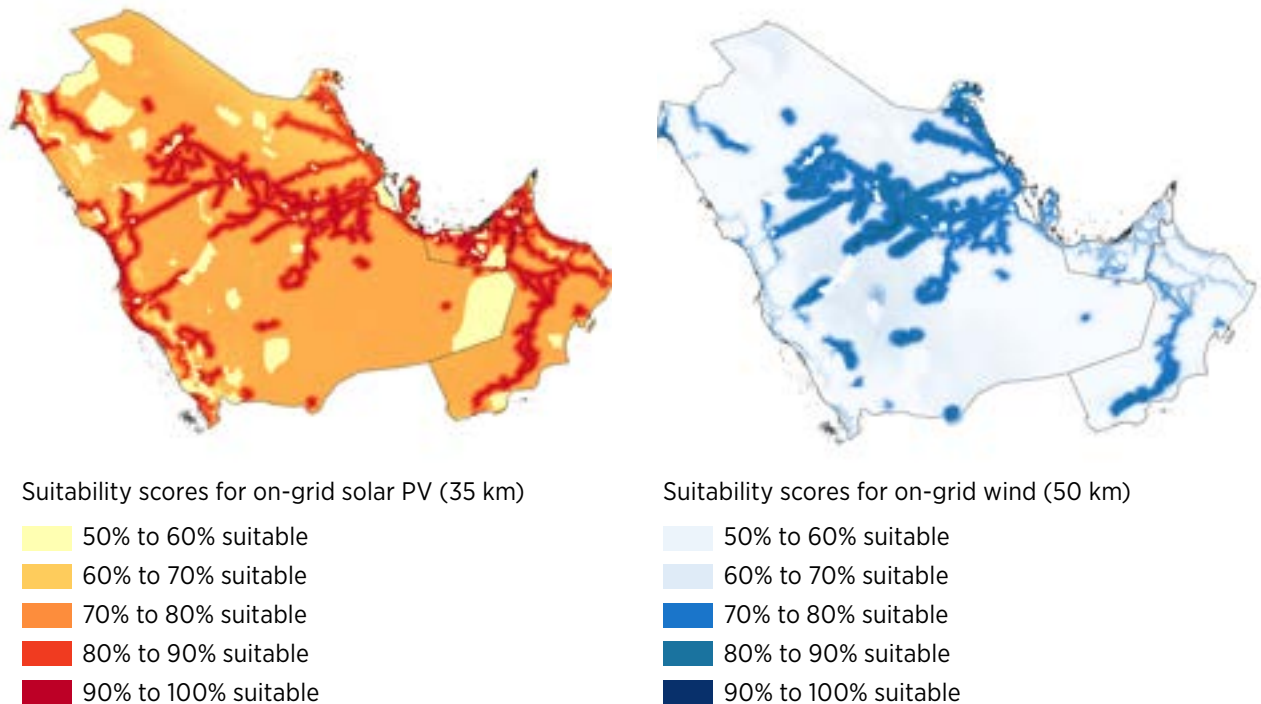 Suitability scores for on-grid solar PV (35 km)
50% to 60% suitable
60% to 70% suitable
70% to 80% suitable
80% to 90% suitable
90% to 100% suitable
Suitability scores for on-grid wind (50 km)
50% to 60% suitable
60% to 70% suitable
70% to 80% suitable
80% to 90% suitable
90% to 100% suitable